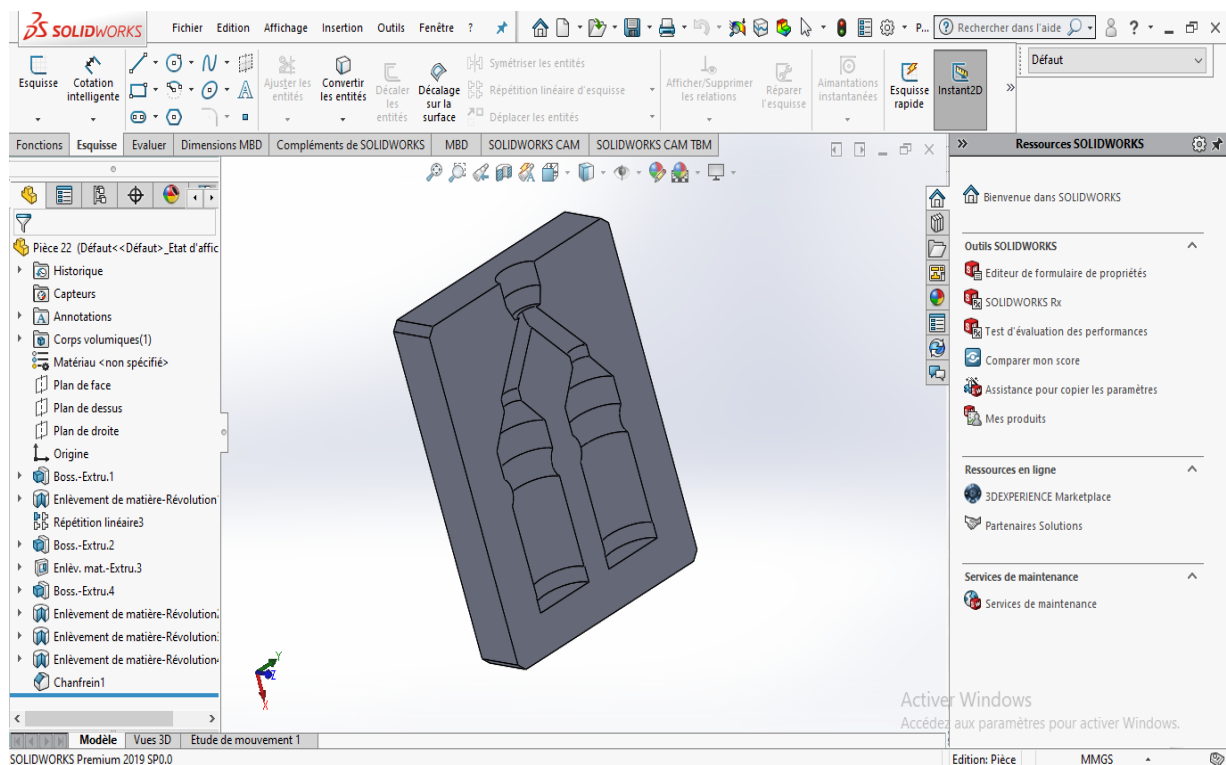 SOLIDWORKS Fichier Edition Affichage Insertion Outils Fenêtre ? P... Rechercher dans l'aide ?
Esquisse Cotation intelligente Ajuster les entités Convertir les entités Décaler les entités Décalage sur la surface Symétriser les entités
Répétition linéaire d'esquisse
Déplacer les entités
Afficher/Supprimer les relations Réparer l'esquisse Aimantations instantanées Esquisse rapide Instant2D Défaut
Fonctions Esquisse Evaluer Dimensions MBD Compléments de SOLIDWORKS MBD SOLIDWORKS CAM SOLIDWORKS CAM TBM
Pièce 22 (Défaut<<Défaut>_Etat d'affic
Historique
Capteurs
Annotations
Corps volumiques(1)
Matériau <non spécifié>
Plan de face
Plan de dessus
Plan de droite
Origine
Boss.-Extru.1
Enlèvement de matière-Révolution
Répétition linéaire3
Boss.-Extru.2
Enlèv. mat.-Extru.3
Boss.-Extru.4
Enlèvement de matière-Révolution
Enlèvement de matière-Révolution
Enlèvement de matière-Révolution
Chanfrein1
Y
Z
X
Ressources SOLIDWORKS
Bienvenue dans SOLIDWORKS
Outils SOLIDWORKS
Editeur de formulaire de propriétés
SOLIDWORKS Rx
Test d'évaluation des performances
Comparer mon score
Assistance pour copier les paramètres
Mes produits
Ressources en ligne
3DEXPERIENCE Marketplace
Partenaires Solutions
Services de maintenance
Services de maintenance
Activer Windows
Accédez aux paramètres pour activer Windows.
Modèle Vues 3D Etude de mouvement 1
SOLIDWORKS Premium 2019 SP0.0 Edition: Pièce MMGS